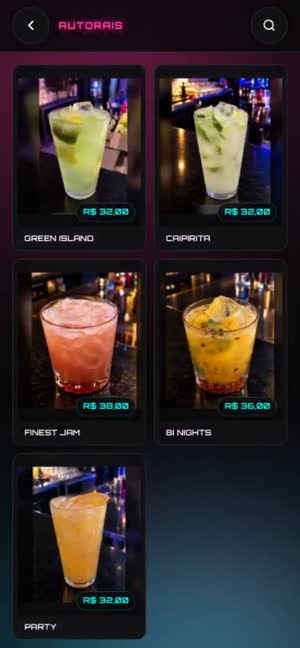 AUTORAIS
R$ 32,00
R$ 32,00
GREEN ISLAND
CAIPIRITA
R$ 38,00
R$ 36,00
FINEST JAM
BI NIGHTS
R$ 32,00
PARTY